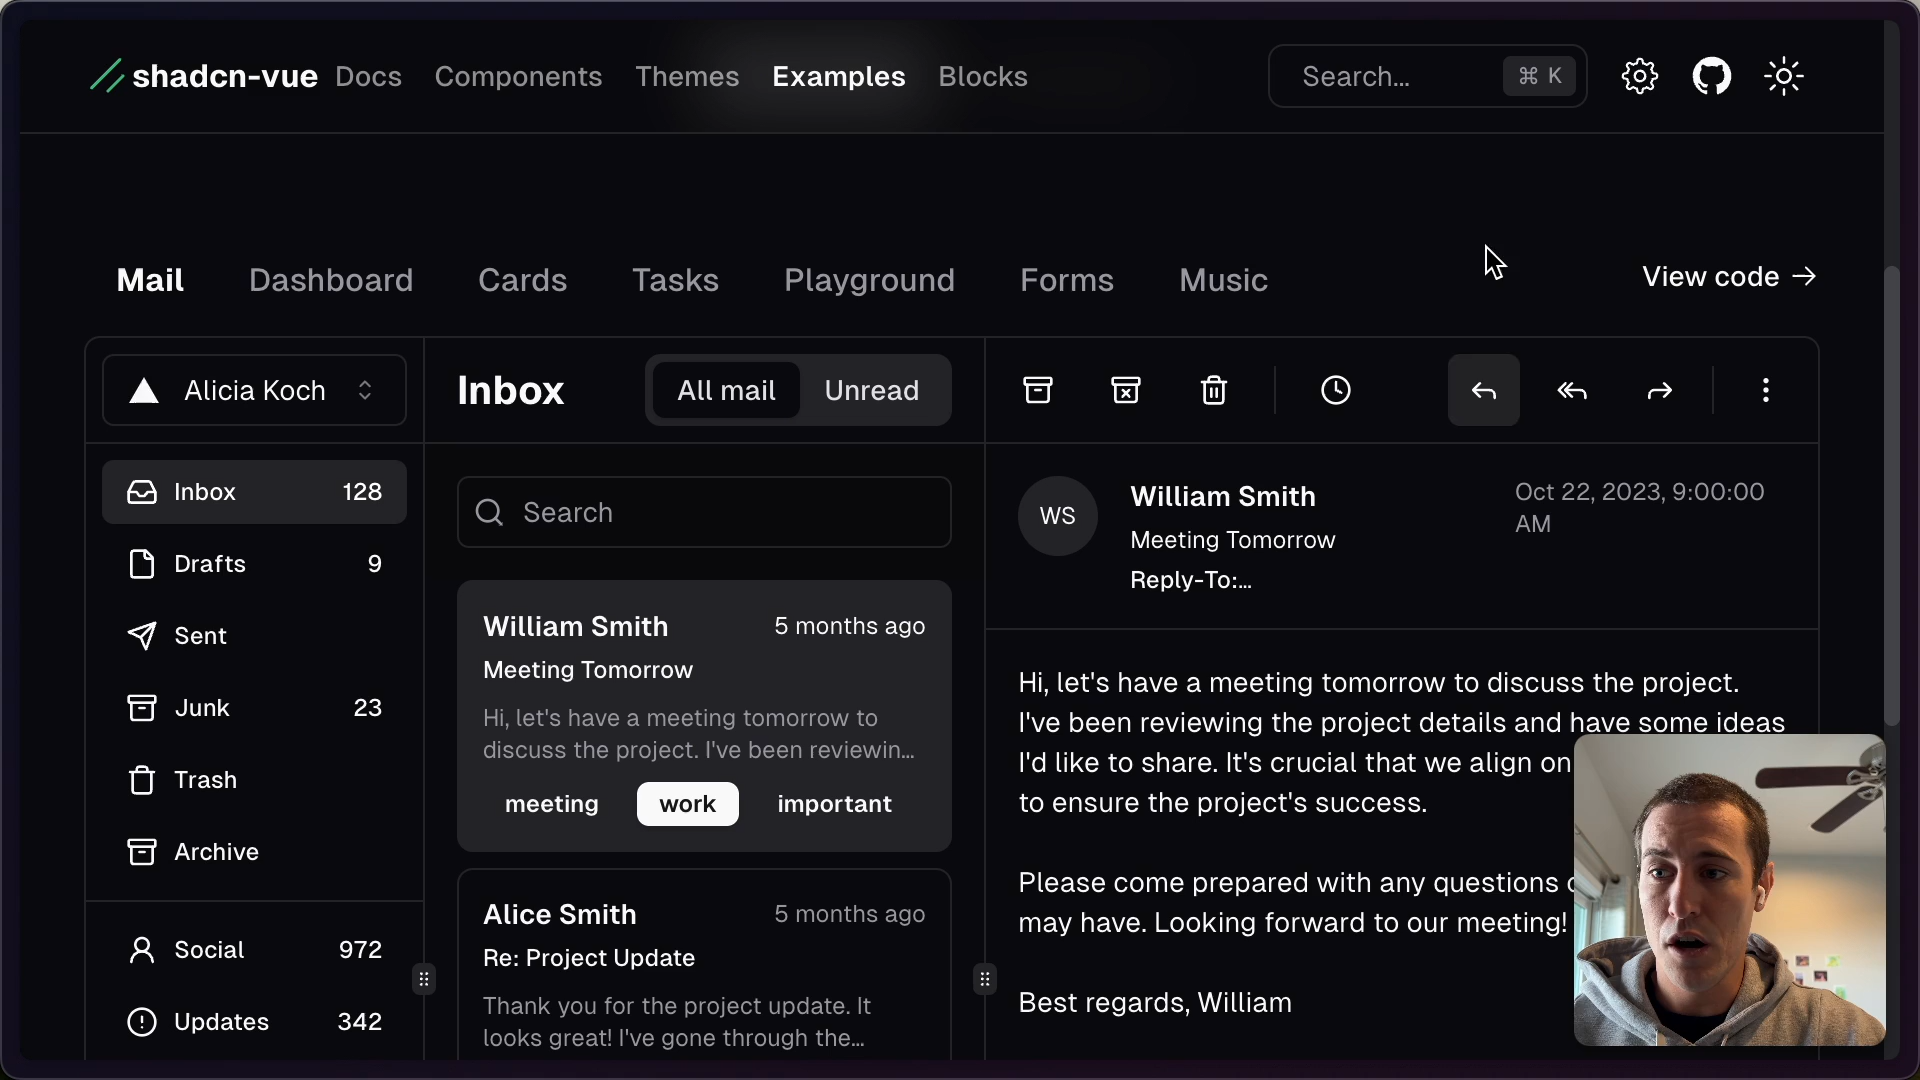 shadcn-vue Docs Components Themes Examples Blocks Search... ⌘ K
Mail Dashboard Cards Tasks Playground Forms Music View code →
Alicia Koch
Inbox 128
Drafts 9
Sent
Junk 23
Trash
Archive
Social 972
Updates 342
Inbox All mail Unread
Search
William Smith 5 months ago
Meeting Tomorrow
Hi, let's have a meeting tomorrow to
discuss the project. I've been reviewin...
meeting work important
Alice Smith 5 months ago
Re: Project Update
Thank you for the project update. It
looks great! I've gone through the...
WS
William Smith Oct 22, 2023, 9:00:00
AM
Meeting Tomorrow
Reply-To:...
Hi, let's have a meeting tomorrow to discuss the project.
I've been reviewing the project details and have some ideas
I'd like to share. It's crucial that we align on
to ensure the project's success.
Please come prepared with any questions
may have. Looking forward to our meeting!
Best regards, William